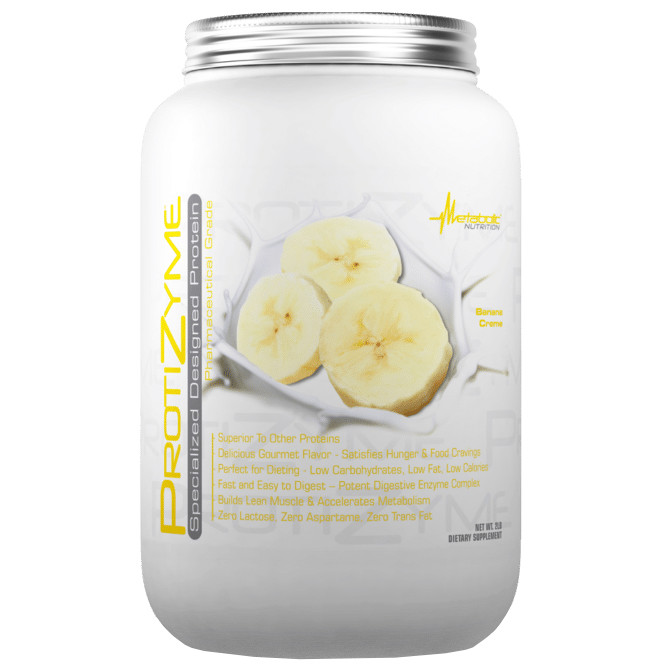 PROTIZYME
Specialized Designed Protein
Pharmaceutical Grade
Metabolic
NUTRITION
Banana
Creme
Superior To Other Proteins
Delicious Gourmet Flavor - Satisfies Hunger & Food Cravings
Perfect for Dieting - Low Carbohydrates, Low Fat, Low Calories
Fast and Easy to Digest – Potent Digestive Enzyme Complex
Builds Lean Muscle & Accelerates Metabolism
Zero Lactose, Zero Aspartame, Zero Trans Fat
NET WT. 2LB
DIETARY SUPPLEMENT